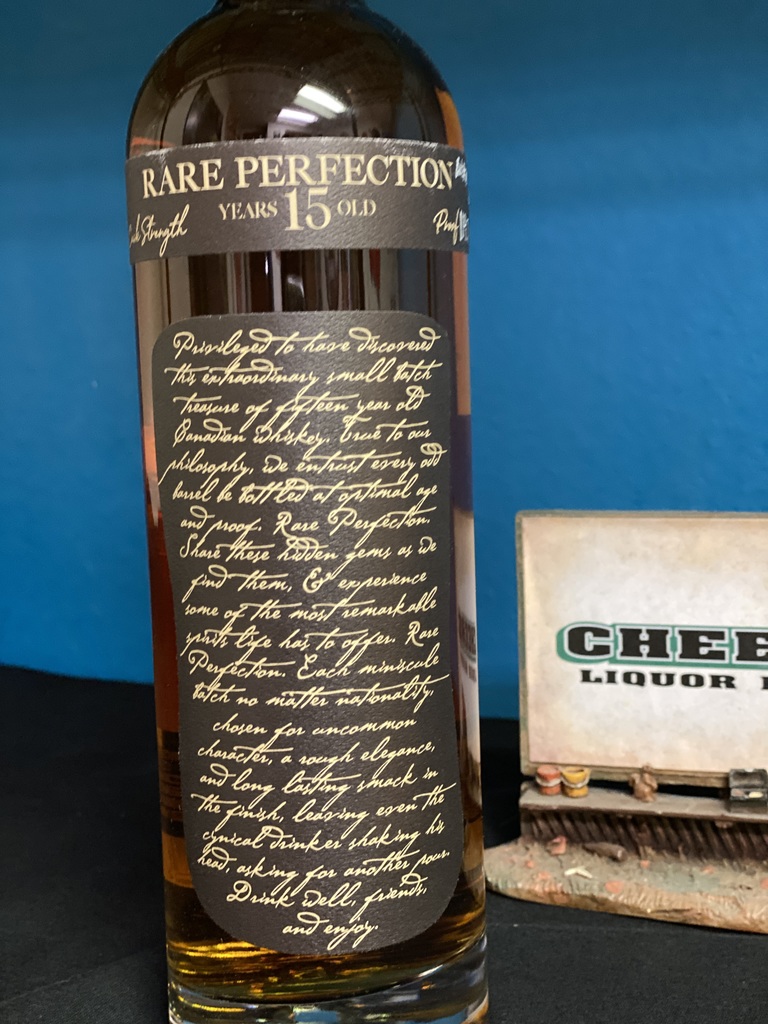 RARE PERFECTION
YEARS 15 OLD
Strength Proof
Privileged to have discovered
this extraordinary small batch
treasure of fifteen year old
Canadian whiskey. True to our
philosophy, we entrust every odd
barrel be bottled at optimal age
and proof. Rare Perfection.
Share these hidden gems as we
find them, & experience
some of the most remarkable
spirits life has to offer. Rare
Perfection. Each miniscule
batch no matter nationality,
chosen for uncommon
character, a rough elegance,
and long lasting smack in
the finish, leaving even the
cynical drinker shaking his
head, asking for another pour.
Drink well, friends,
and enjoy.
CHEE
LIQUOR